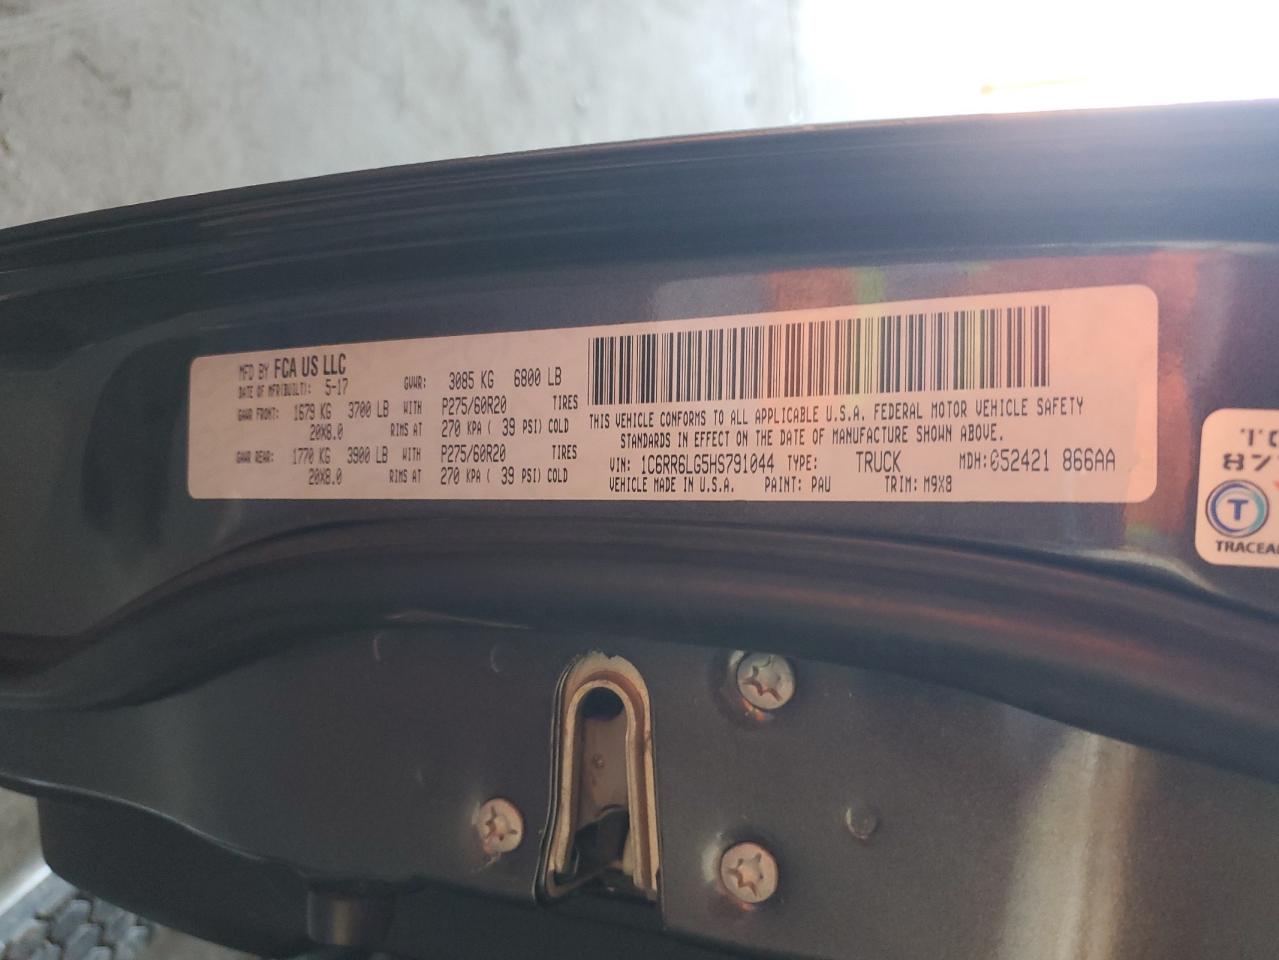 MFD BY FCA US LLC
DATE OF MFR(BUILT): 5-17 GVWR: 3085 KG 6800 LB
GAWR FRONT: 1679 KG 3700 LB WITH P275/60R20 TIRES
20X8.0 RIMS AT 270 KPA ( 39 PSI) COLD
GAWR REAR: 1770 KG 3900 LB WITH P275/60R20 TIRES
20X8.0 RIMS AT 270 KPA ( 39 PSI) COLD
THIS VEHICLE CONFORMS TO ALL APPLICABLE U.S.A. FEDERAL MOTOR VEHICLE SAFETY
STANDARDS IN EFFECT ON THE DATE OF MANUFACTURE SHOWN ABOVE.
VIN: 1C6RR6LG5HS791044 TYPE: TRUCK MDH: 052421 866AA
VEHICLE MADE IN U.S.A. PAINT: PAU TRIM: M9X8
T
TRACEA